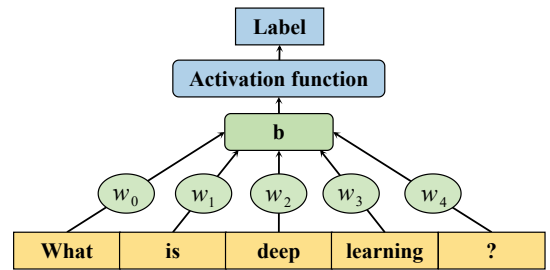 Label
Activation function
b
w₀ w₁ w₂ w₃ w₄
What is deep learning ?